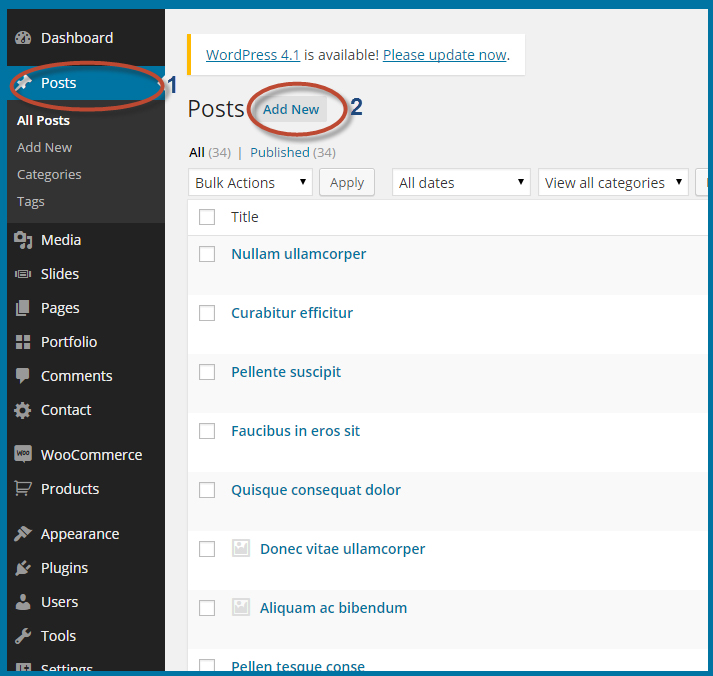 Dashboard
Posts
1
All Posts
Add New
Categories
Tags
Media
Slides
Pages
Portfolio
Comments
Contact
WOO
WooCommerce
Products
Appearance
Plugins
Users
Tools
Settings
WordPress 4.1 is available! Please update now.
Posts Add New 2
All (34) | Published (34)
Bulk Actions Apply All dates View all categories
Title
Nullam ullamcorper
Curabitur efficitur
Pellente suscipit
Faucibus in eros sit
Quisque consequat dolor
Donec vitae ullamcorper
Aliquam ac bibendum
Pellen tesque conse